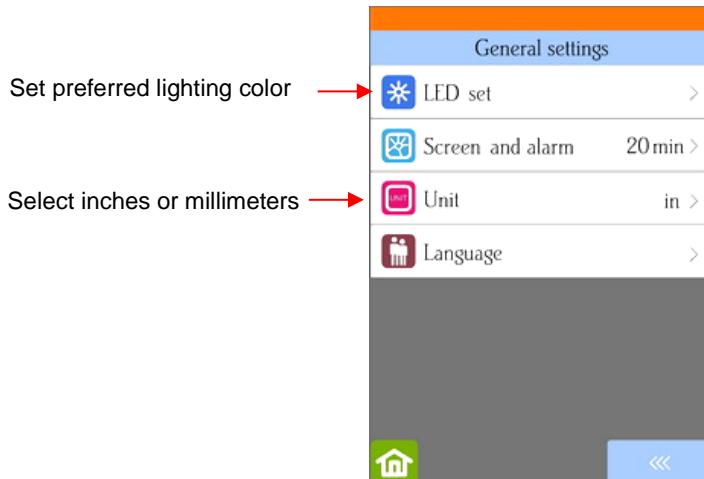 General settings
Set preferred lighting color
LED set
Screen and alarm 20 min
Select inches or millimeters
UNIT
Unit in
Language